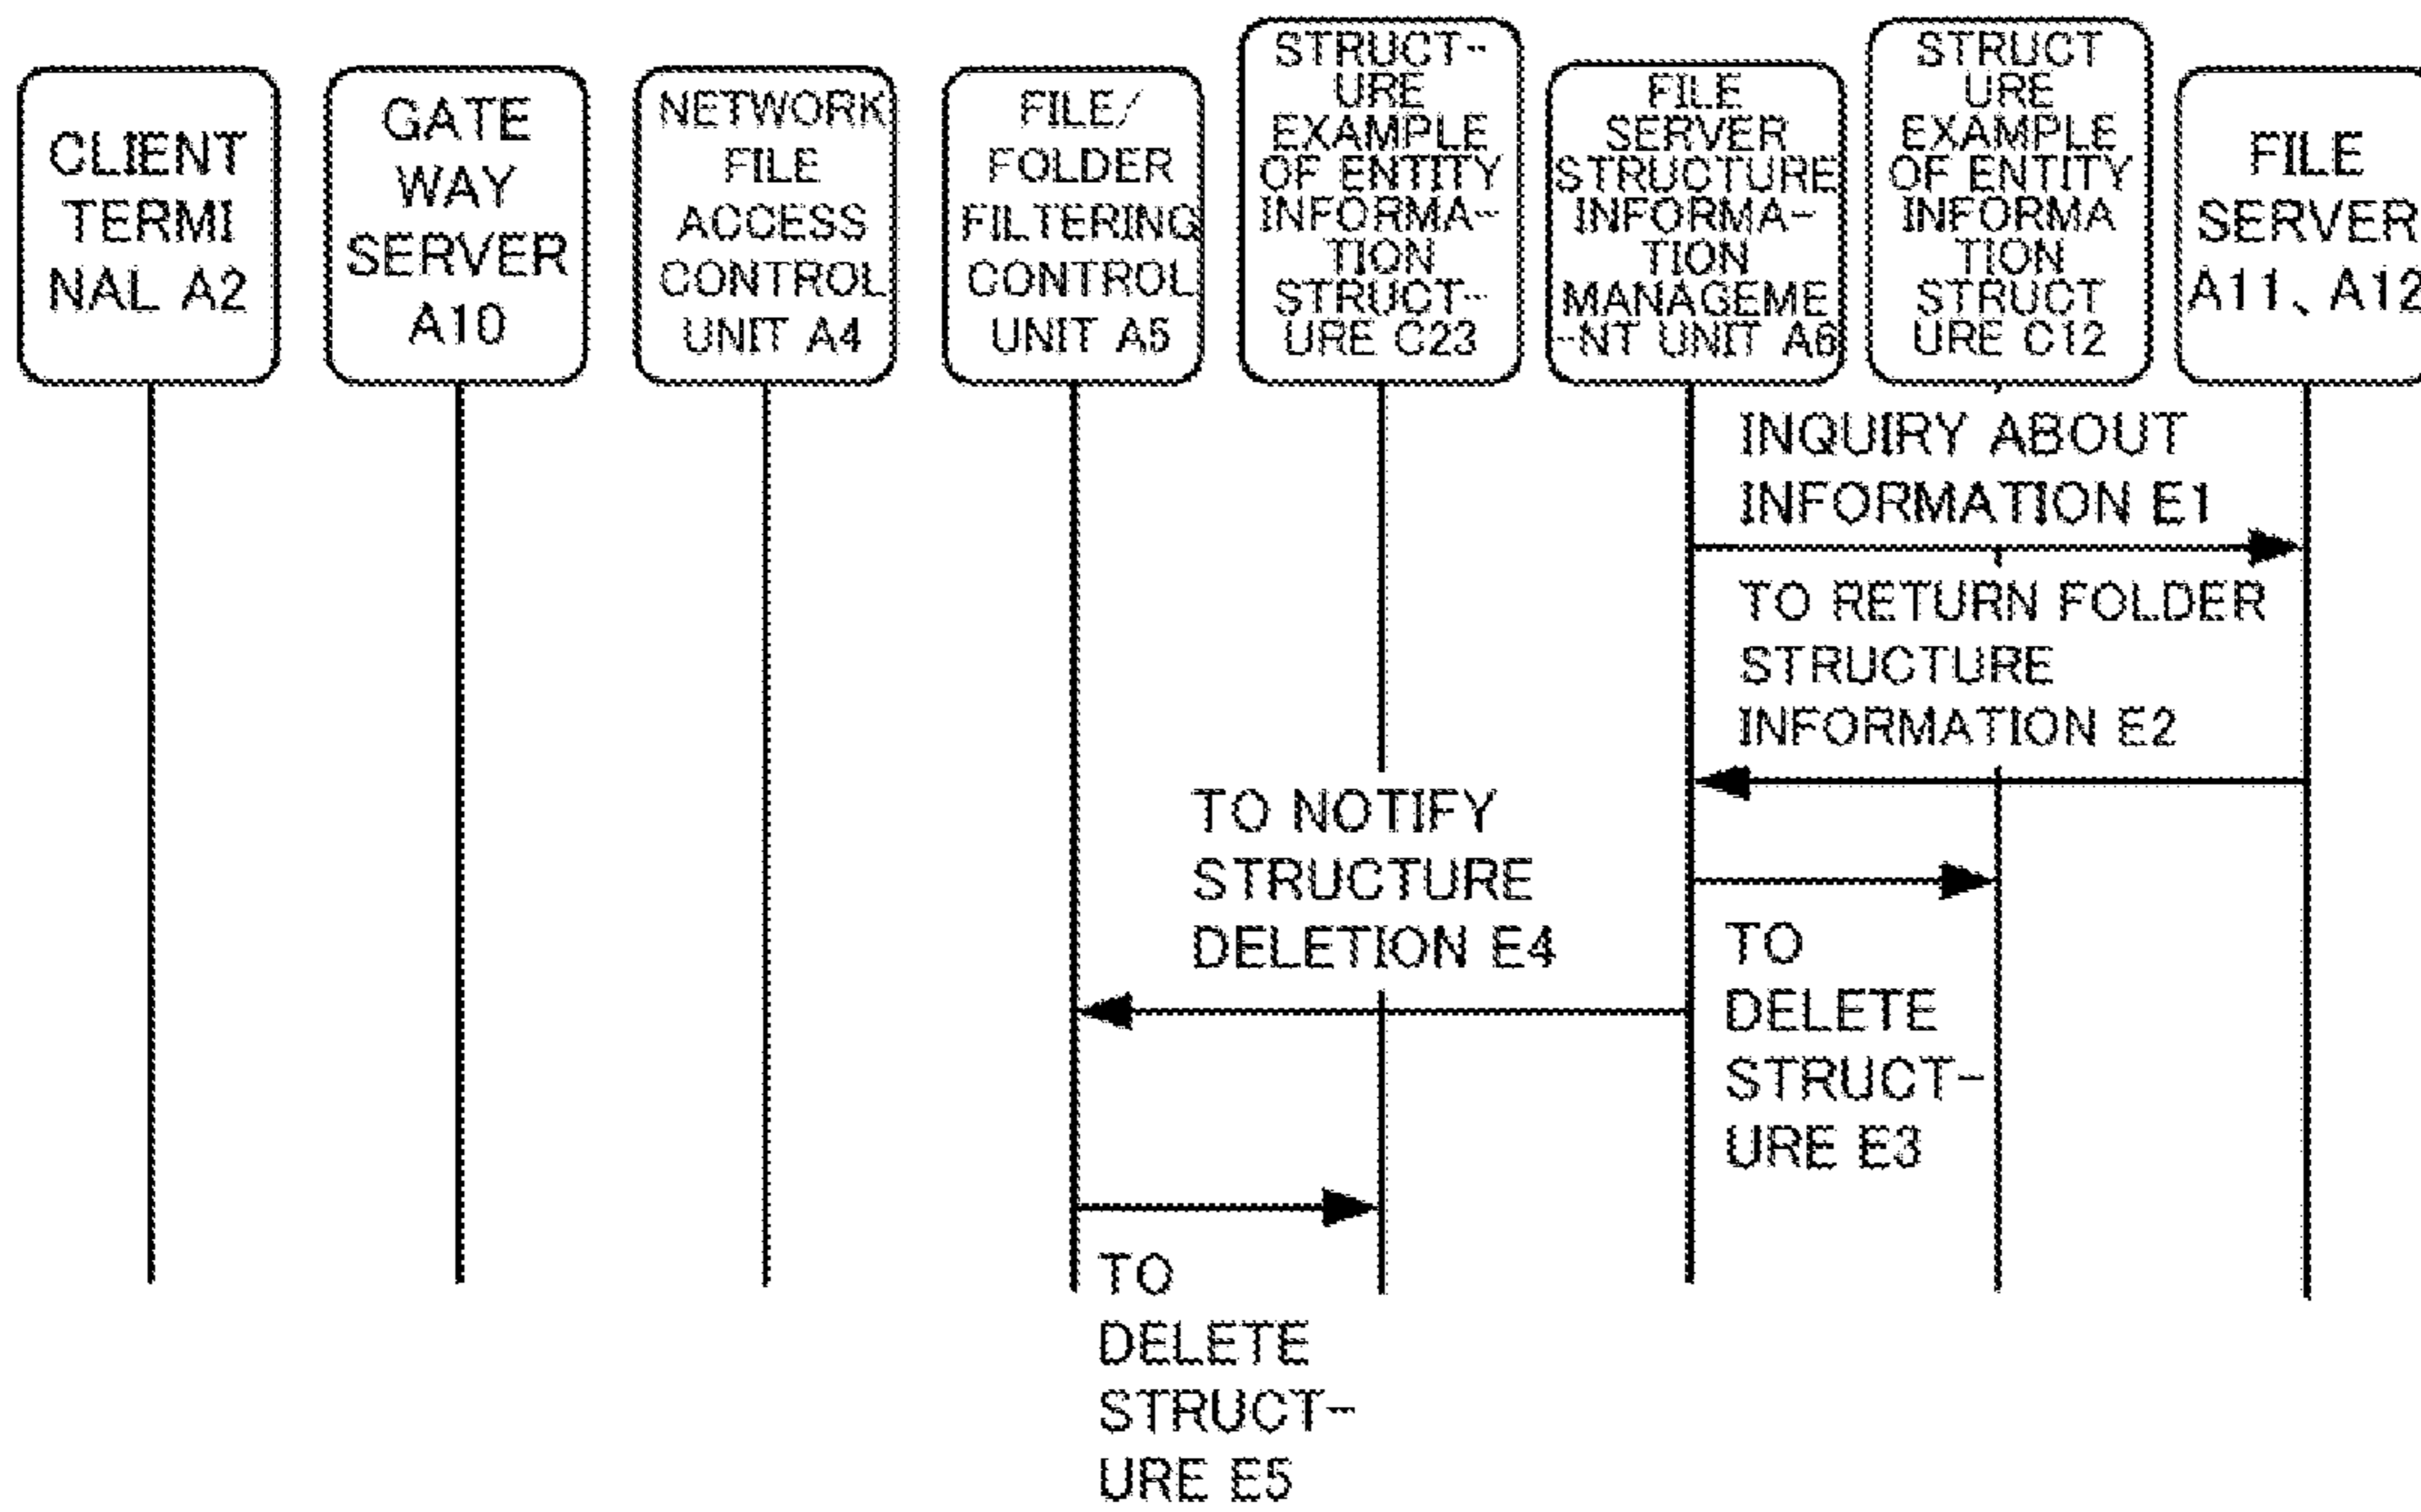 CLIENT
TERMI
NAL A2
GATE
WAY
SERVER
A10
NETWORK
FILE
ACCESS
CONTROL
UNIT A4
FILE/
FOLDER
FILTERING
CONTROL
UNIT A5
STRUCT-
URE
EXAMPLE
OF ENTITY
INFORMA-
TION
STRUCT-
URE C23
FILE
SERVER
STRUCTURE
INFORMA-
TION
MANAGEME
-NT UNIT A6
STRUCT
URE
EXAMPLE
OF ENTITY
INFORMA
TION
STRUCT
URE C12
FILE
SERVER
A11、A12
INQUIRY ABOUT
INFORMATION E1
TO RETURN FOLDER
STRUCTURE
INFORMATION E2
TO NOTIFY
STRUCTURE
DELETION E4
TO
DELETE
STRUCT-
URE E3
TO
DELETE
STRUCT-
URE E5